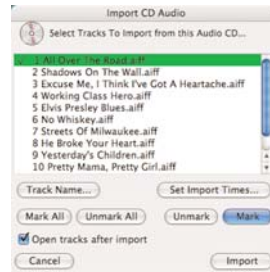 Import CD Audio
Select Tracks To Import from this Audio CD...
1 All Over The Road.aiff
2 Shadows On The Wall.aiff
3 Excuse Me, I Think I've Got A Heartache.aiff
4 Working Class Hero.aiff
5 Elvis Presley Blues.aiff
6 No Whiskey.aiff
7 Streets Of Milwaukee.aiff
8 He Broke Your Heart.aiff
9 Yesterday's Children.aiff
10 Pretty Mama, Pretty Girl.aiff
Track Name... Set Import Times...
Mark All Unmark All Unmark Mark
Open tracks after import
Cancel Import